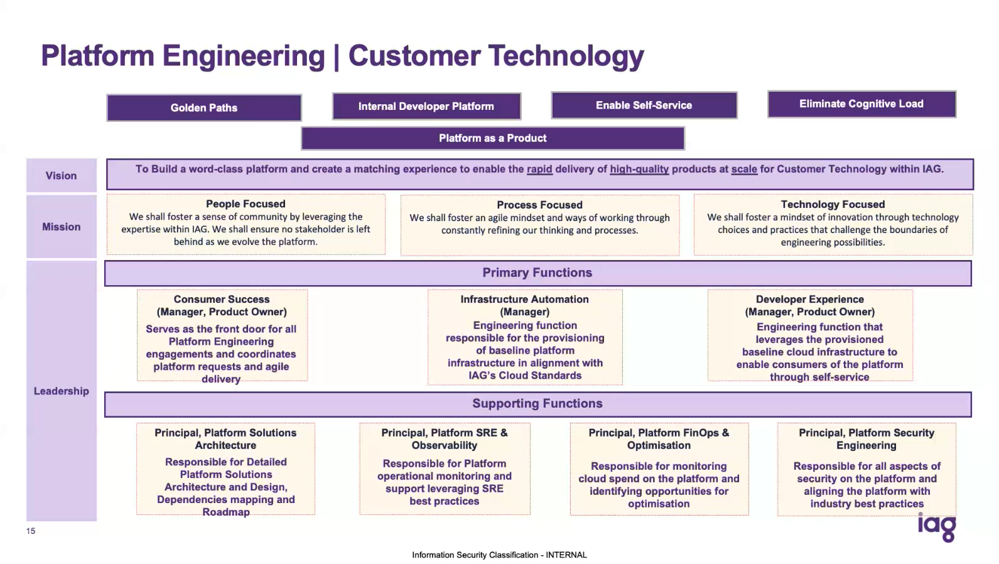 Platform Engineering | Customer Technology
Golden Paths
Internal Developer Platform
Enable Self-Service
Eliminate Cognitive Load
Platform as a Product
Vision
To Build a word-class platform and create a matching experience to enable the rapid delivery of high-quality products at scale for Customer Technology within IAG.
Mission
People Focused
We shall foster a sense of community by leveraging the
expertise within IAG. We shall ensure no stakeholder is left
behind as we evolve the platform.
Process Focused
We shall foster an agile mindset and ways of working through
constantly refining our thinking and processes.
Technology Focused
We shall foster a mindset of innovation through technology
choices and practices that challenge the boundaries of
engineering possibilities.
Leadership
Primary Functions
Consumer Success
(Manager, Product Owner)
Serves as the front door for all
Platform Engineering
engagements and coordinates
platform requests and agile
delivery
Infrastructure Automation
(Manager)
Engineering function
responsible for the provisioning
of baseline platform
infrastructure in alignment with
IAG’s Cloud Standards
Developer Experience
(Manager, Product Owner)
Engineering function that
leverages the provisioned
baseline cloud infrastructure to
enable consumers of the platform
through self-service
Supporting Functions
Principal, Platform Solutions
Architecture
Responsible for Detailed
Platform Solutions
Architecture and Design,
Dependencies mapping and
Roadmap
Principal, Platform SRE &
Observability
Responsible for Platform
operational monitoring and
support leveraging SRE
best practices
Principal, Platform FinOps &
Optimisation
Responsible for monitoring
cloud spend on the platform and
identifying opportunities for
optimisation
Principal, Platform Security
Engineering
Responsible for all aspects of
security on the platform and
aligning the platform with
industry best practices
15
iag
Information Security Classification - INTERNAL